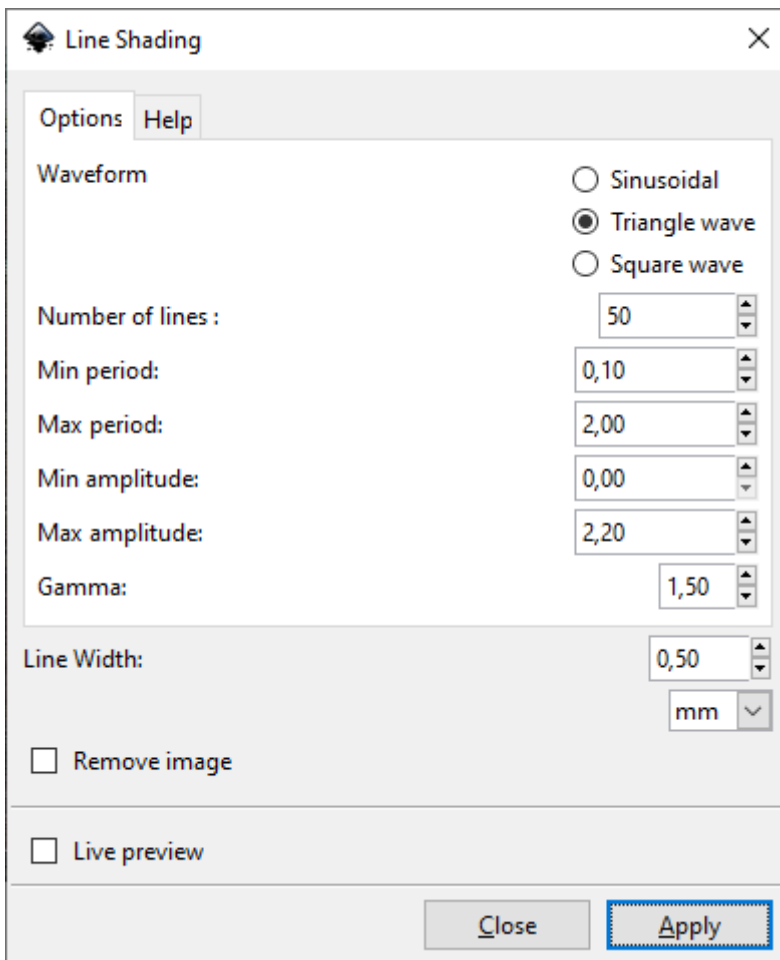 Line Shading
Options Help
Waveform
Sinusoidal
Triangle wave
Square wave
Number of lines : 50
Min period: 0,10
Max period: 2,00
Min amplitude: 0,00
Max amplitude: 2,20
Gamma: 1,50
Line Width: 0,50
mm
Remove image
Live preview
Close Apply